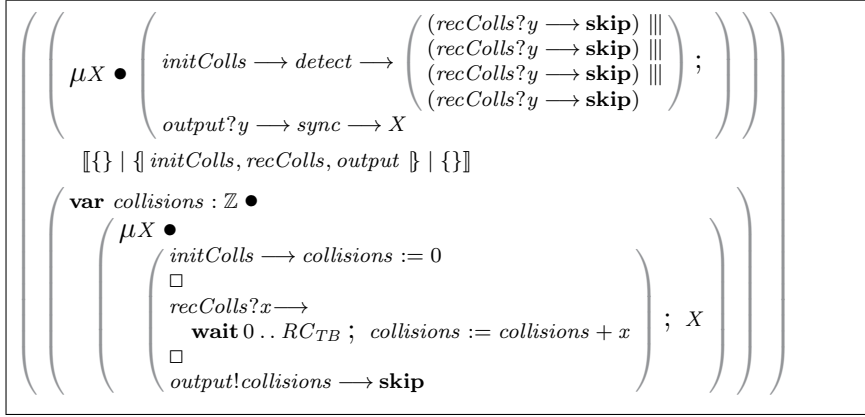 (recColls?y ⟶ skip) |||
(recColls?y ⟶ skip) |||
μX ● initColls ⟶ detect ⟶ (recColls?y ⟶ skip) ||| ;
(recColls?y ⟶ skip)
output?y ⟶ sync ⟶ X
⟦{} | {| initColls, recColls, output |} | {}⟧
var collisions : ℤ ●
μX ●
initColls ⟶ collisions := 0
□
recColls?x⟶
wait 0 . . RC_TB ; collisions := collisions + x ; X
□
output!collisions ⟶ skip